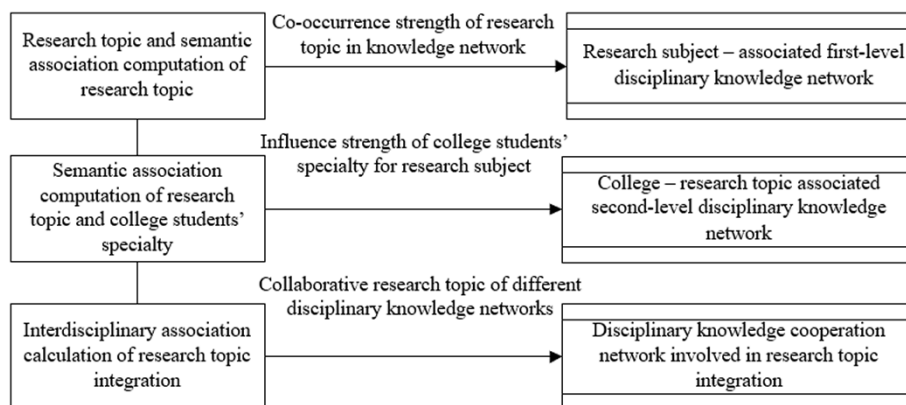 Research topic and semantic
association computation of
research topic
Co-occurrence strength of research
topic in knowledge network
Research subject – associated first-level
disciplinary knowledge network
Semantic association
computation of research
topic and college students’
specialty
Influence strength of college students’
specialty for research subject
College – research topic associated
second-level disciplinary knowledge
network
Interdisciplinary association
calculation of research topic
integration
Collaborative research topic of different
disciplinary knowledge networks
Disciplinary knowledge cooperation
network involved in research topic
integration